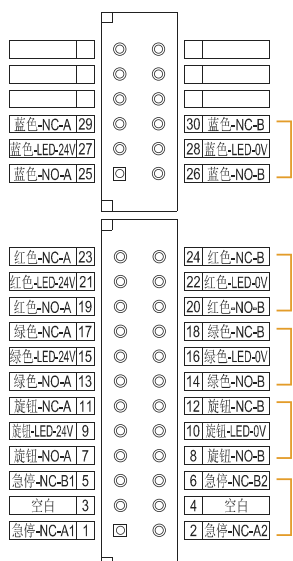 蓝色-NC-A 29 30 蓝色-NC-B
蓝色-LED-24V 27 28 蓝色-LED-0V
蓝色-NO-A 25 26 蓝色-NO-B
红色-NC-A 23 24 红色-NC-B
红色-LED-24V 21 22 红色-LED-0V
红色-NO-A 19 20 红色-NO-B
绿色-NC-A 17 18 绿色-NC-B
绿色-LED-24V 15 16 绿色-LED-0V
绿色-NO-A 13 14 绿色-NO-B
旋钮-NC-A 11 12 旋钮-NC-B
旋钮-LED-24V 9 10 旋钮-LED-0V
旋钮-NO-A 7 8 旋钮-NO-B
急停-NC-B1 5 6 急停-NC-B2
空白 3 4 空白
急停-NC-A1 1 2 急停-NC-A2